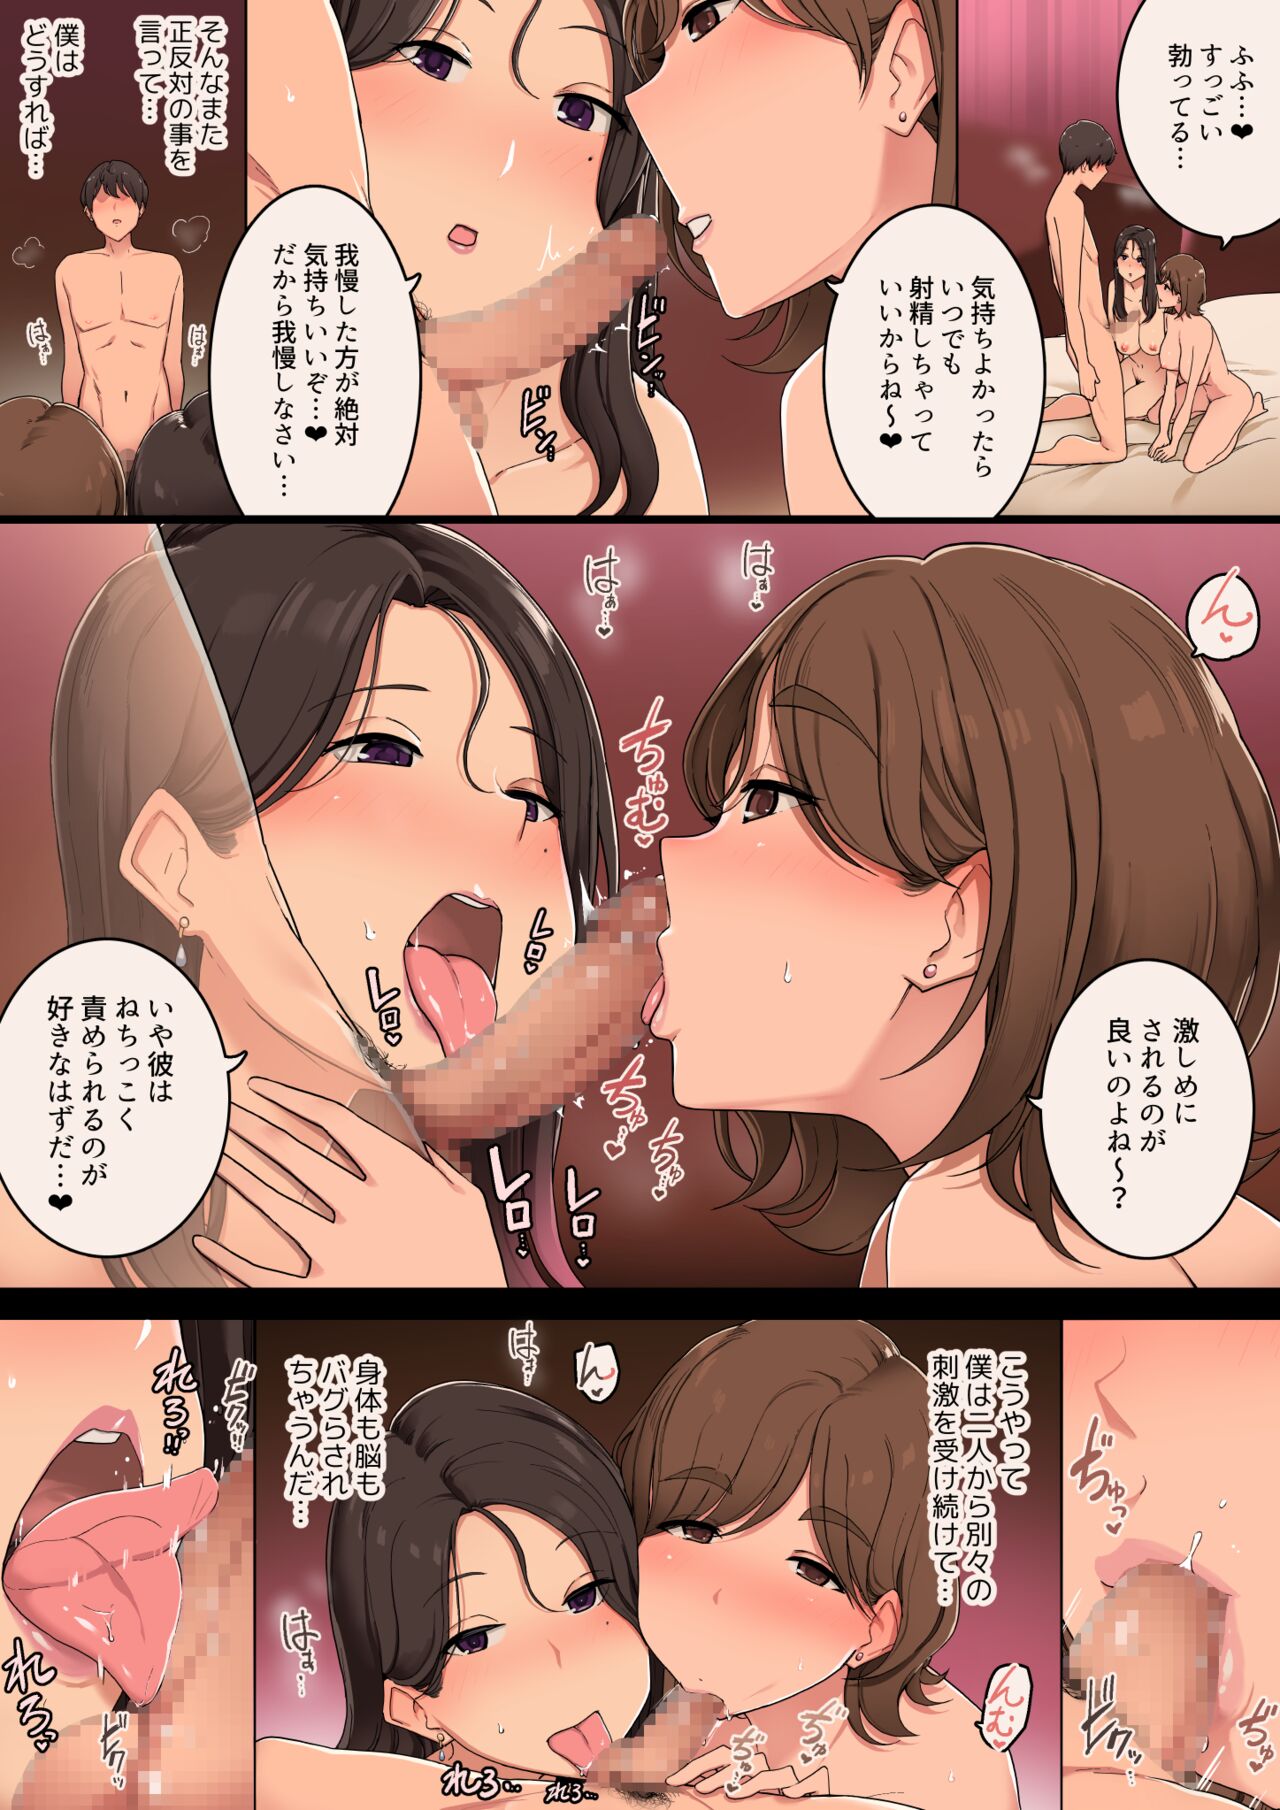 ふふ…❤
すっごい
勃ってる…
気持ちよかったら
いつでも
射精しちゃって
いいからね〜❤
ビンッ…
ビンッ…
我慢した方が絶対
気持ちいいぞ…❤
だから我慢しなさい…
そんなまた
正反対の事を
言って…
僕は
どうすれば…
はぁ…
はぁ…
ん♥
はぁ…♥
はぁ…♥
ちゅむ♥
激しめに
されるのが
良いのよね〜?
レロ…♥
レロ…♥
ちゅ…♥
ちゅ…♥
レロ…♥
レロ…♥
いや彼は
ねちっこく
責められるのが
好きなはずだ…❤
ぢゅっ♥
ぢゅ…♥
ビクッ…
こうやって
僕は二人から別々の
刺激を受け続けて…
ん♥
はぁ…♥
身体も脳も
バグらされ
ちゃうんだ…
はぁ…♥
んむ♥
ぢゅ…♥
ぢゅ…♥
れろ…
れろ…♥
れろ…!!
ビクッ…
れろっ♥
ビクッ